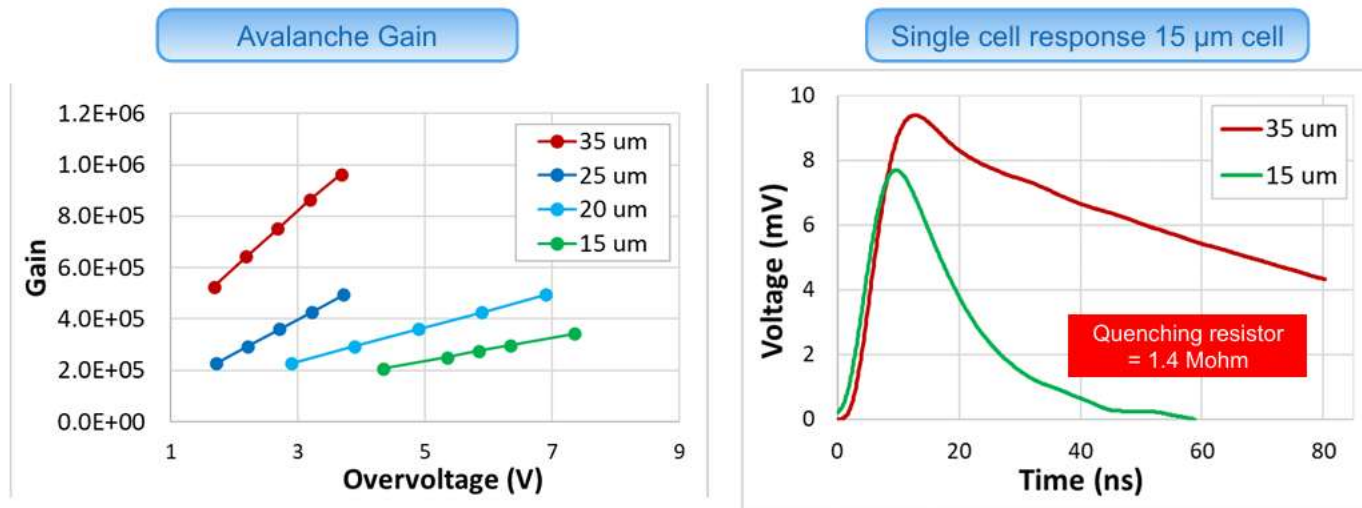 Avalanche Gain
Single cell response 15 µm cell
1.2E+06
1.0E+06
8.0E+05
6.0E+05
4.0E+05
2.0E+05
0.0E+00
Gain
35 um
25 um
20 um
15 um
1 3 5 7 9
Overvoltage (V)
10
8
6
4
2
0
Voltage (mV)
35 um
15 um
Quenching resistor
= 1.4 Mohm
0 20 40 60 80
Time (ns)